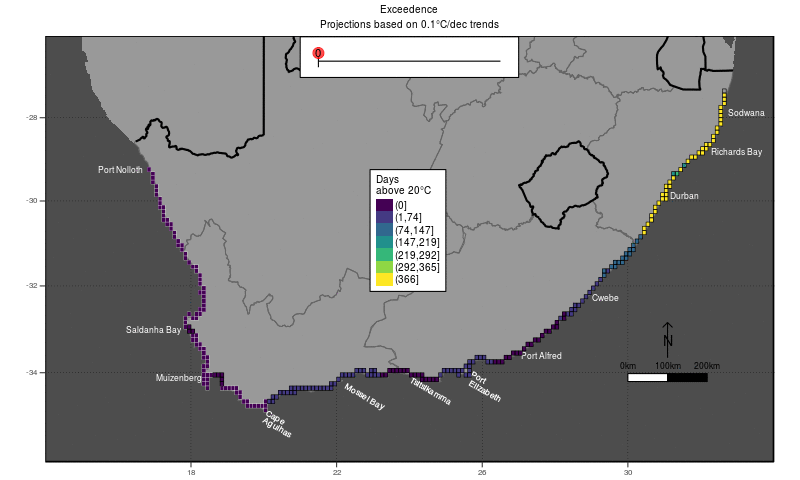 Exceedence
Projections based on 0.1°C/dec trends
0
-28
-30
-32
-34
18
22
26
30
Sodwana
Richards Bay
Port Nolloth
Durban
Days
above 20°C
(0]
(1,74]
(74,147]
(147,219]
(219,292]
(292,365]
(366]
Cwebe
Saldanha Bay
Port Alfred
N
0km 100km 200km
Muizenberg
Mossel Bay
Tsitsikamma
Port
Elizabeth
Cape
Agulhas